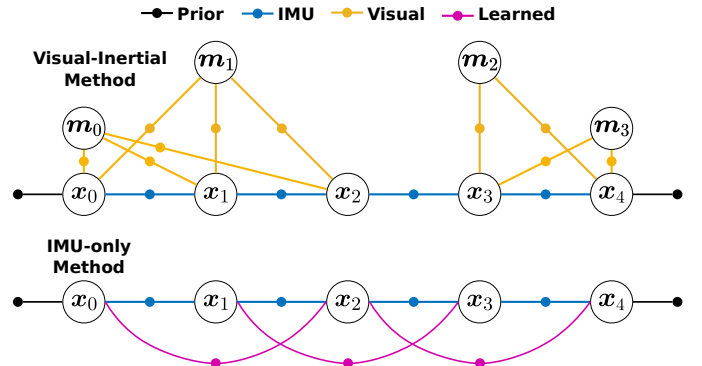 Prior IMU Visual Learned
Visual-Inertial
Method
m₁ m₂
m₀ m₃
x₀ x₁ x₂ x₃ x₄
IMU-only
Method
x₀ x₁ x₂ x₃ x₄